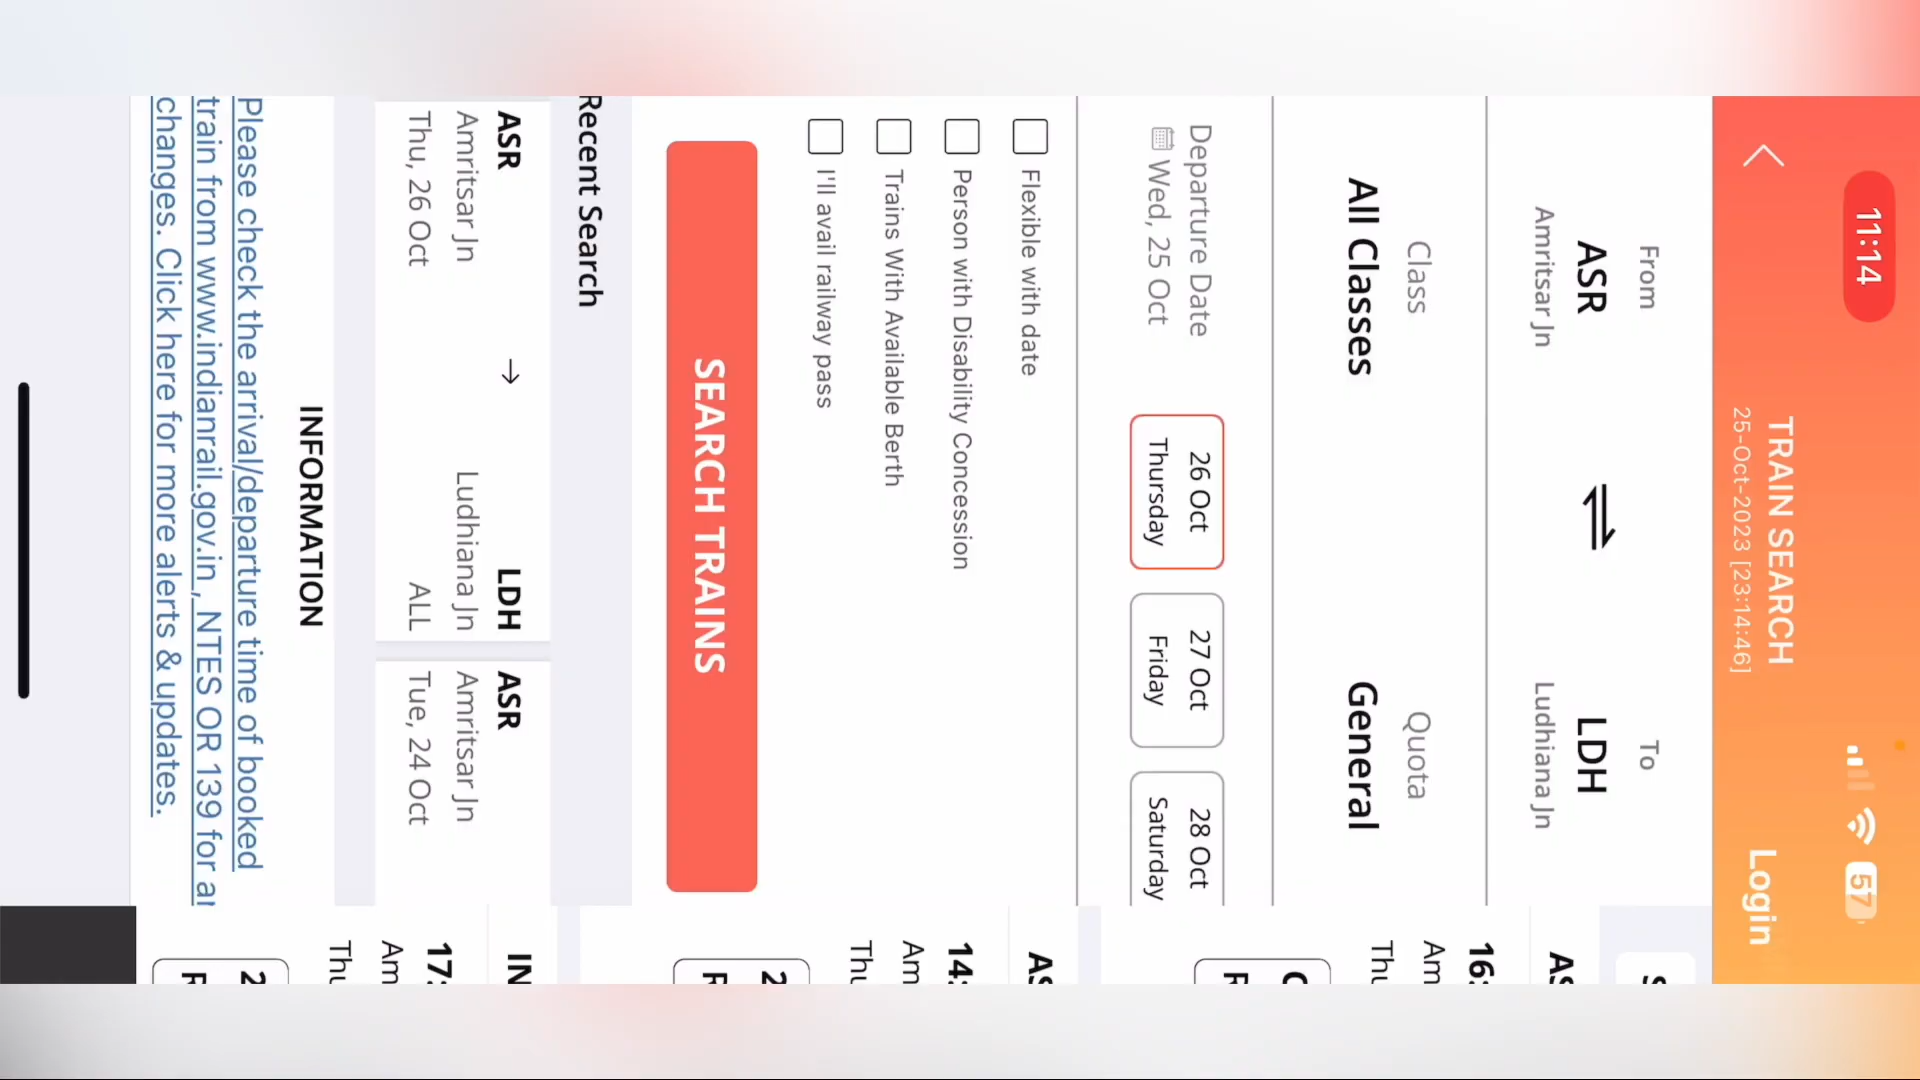 11:14
57
TRAIN SEARCH
25-Oct-2023 [23:14:46]
Login
From
To
ASR
LDH
Amritsar Jn
Ludhiana Jn
Class
Quota
All Classes
General
Departure Date
Wed, 25 Oct
26 Oct
Thursday
27 Oct
Friday
28 Oct
Saturday
Flexible with date
Person with Disability Concession
Trains With Available Berth
I'll avail railway pass
SEARCH TRAINS
Recent Search
ASR → LDH
Amritsar Jn
Ludhiana Jn
Thu, 26 Oct
ALL
ASR
Amritsar Jn
Tue, 24 Oct
INFORMATION
Please check the arrival/departure time of booked
train from www.indianrail.gov.in , NTES OR 139 for
changes. Click here for more alerts & updates.
16:
14:
17: